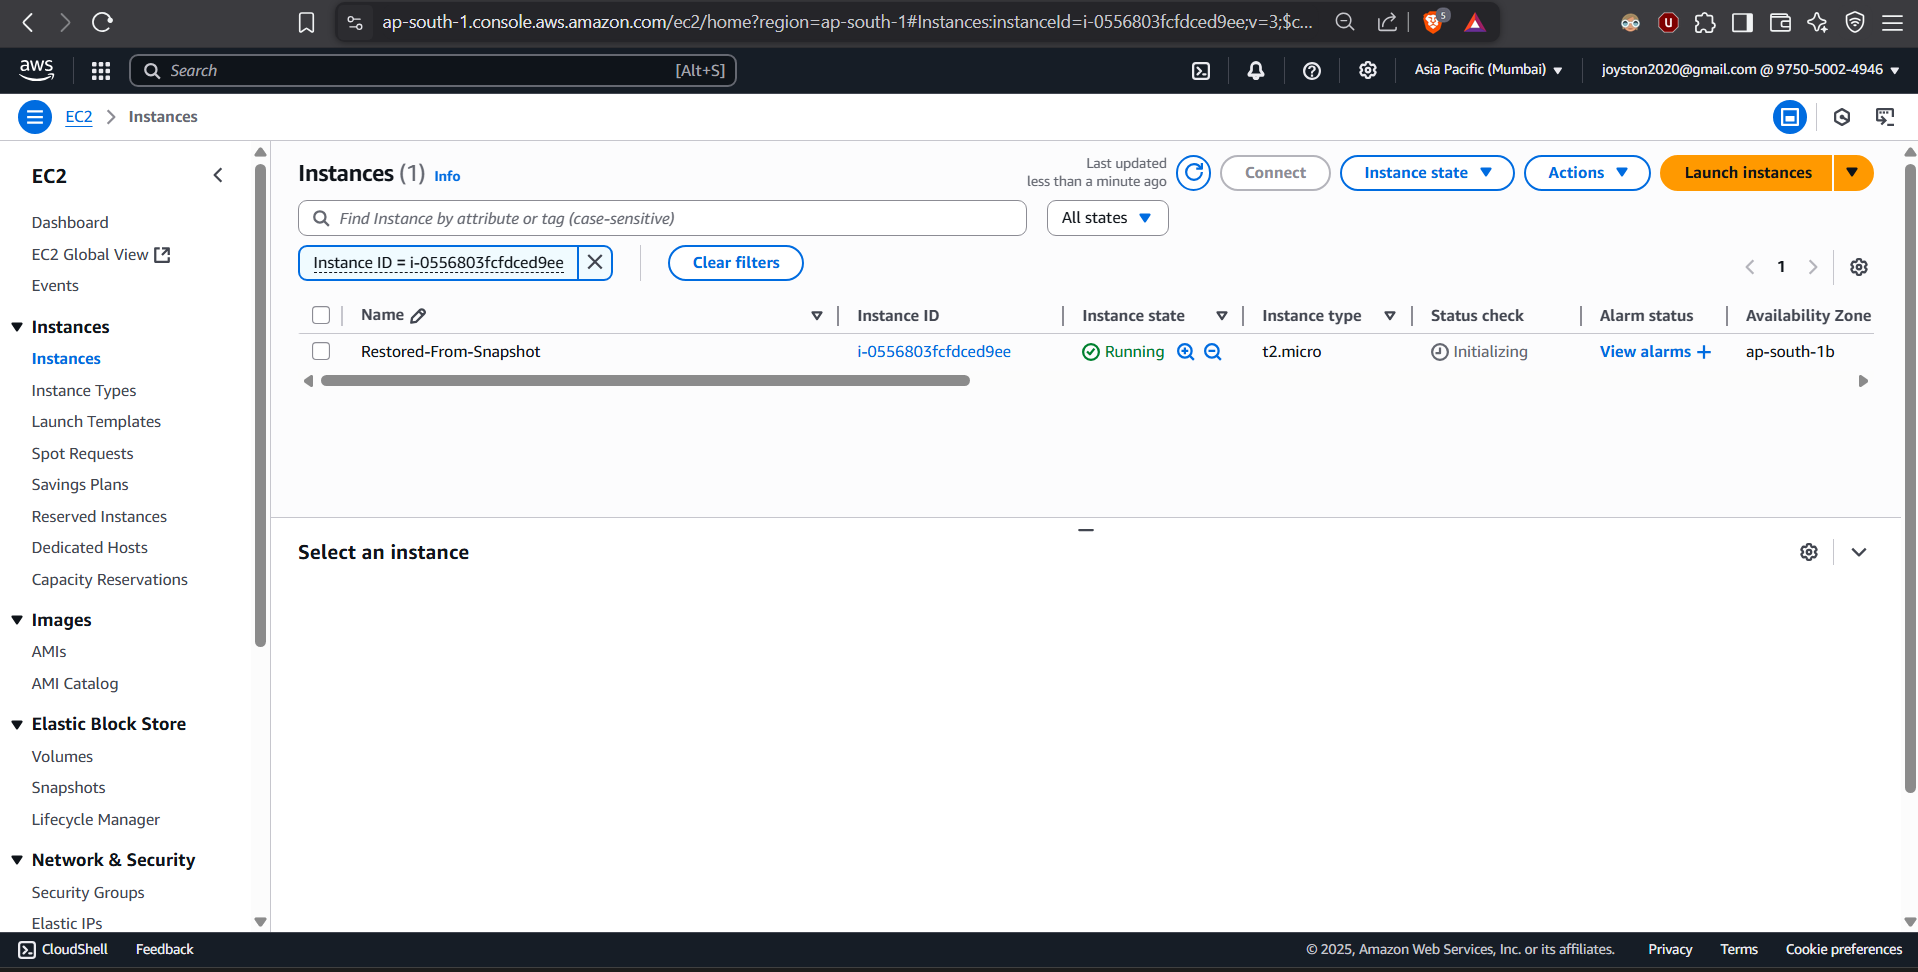 ap-south-1.console.aws.amazon.com/ec2/home?region=ap-south-1#Instances:instanceId=i-0556803fcfdced9ee;v=3;$c...
5
U
aws
Search
[Alt+S]
Asia Pacific (Mumbai)
joyston2020@gmail.com @ 9750-5002-4946
EC2
Instances
EC2
Dashboard
EC2 Global View
Events
Instances
Instances
Instance Types
Launch Templates
Spot Requests
Savings Plans
Reserved Instances
Dedicated Hosts
Capacity Reservations
Images
AMIs
AMI Catalog
Elastic Block Store
Volumes
Snapshots
Lifecycle Manager
Network & Security
Security Groups
Elastic IPs
Instances (1) Info
Last updated
less than a minute ago
Connect
Instance state
Actions
Launch instances
Find Instance by attribute or tag (case-sensitive)
All states
Instance ID = i-0556803fcfdced9ee
Clear filters
1
Name Instance ID Instance state Instance type Status check Alarm status Availability Zone
Restored-From-Snapshot i-0556803fcfdced9ee Running t2.micro Initializing View alarms + ap-south-1b
Select an instance
CloudShell
Feedback
© 2025, Amazon Web Services, Inc. or its affiliates.
Privacy
Terms
Cookie preferences